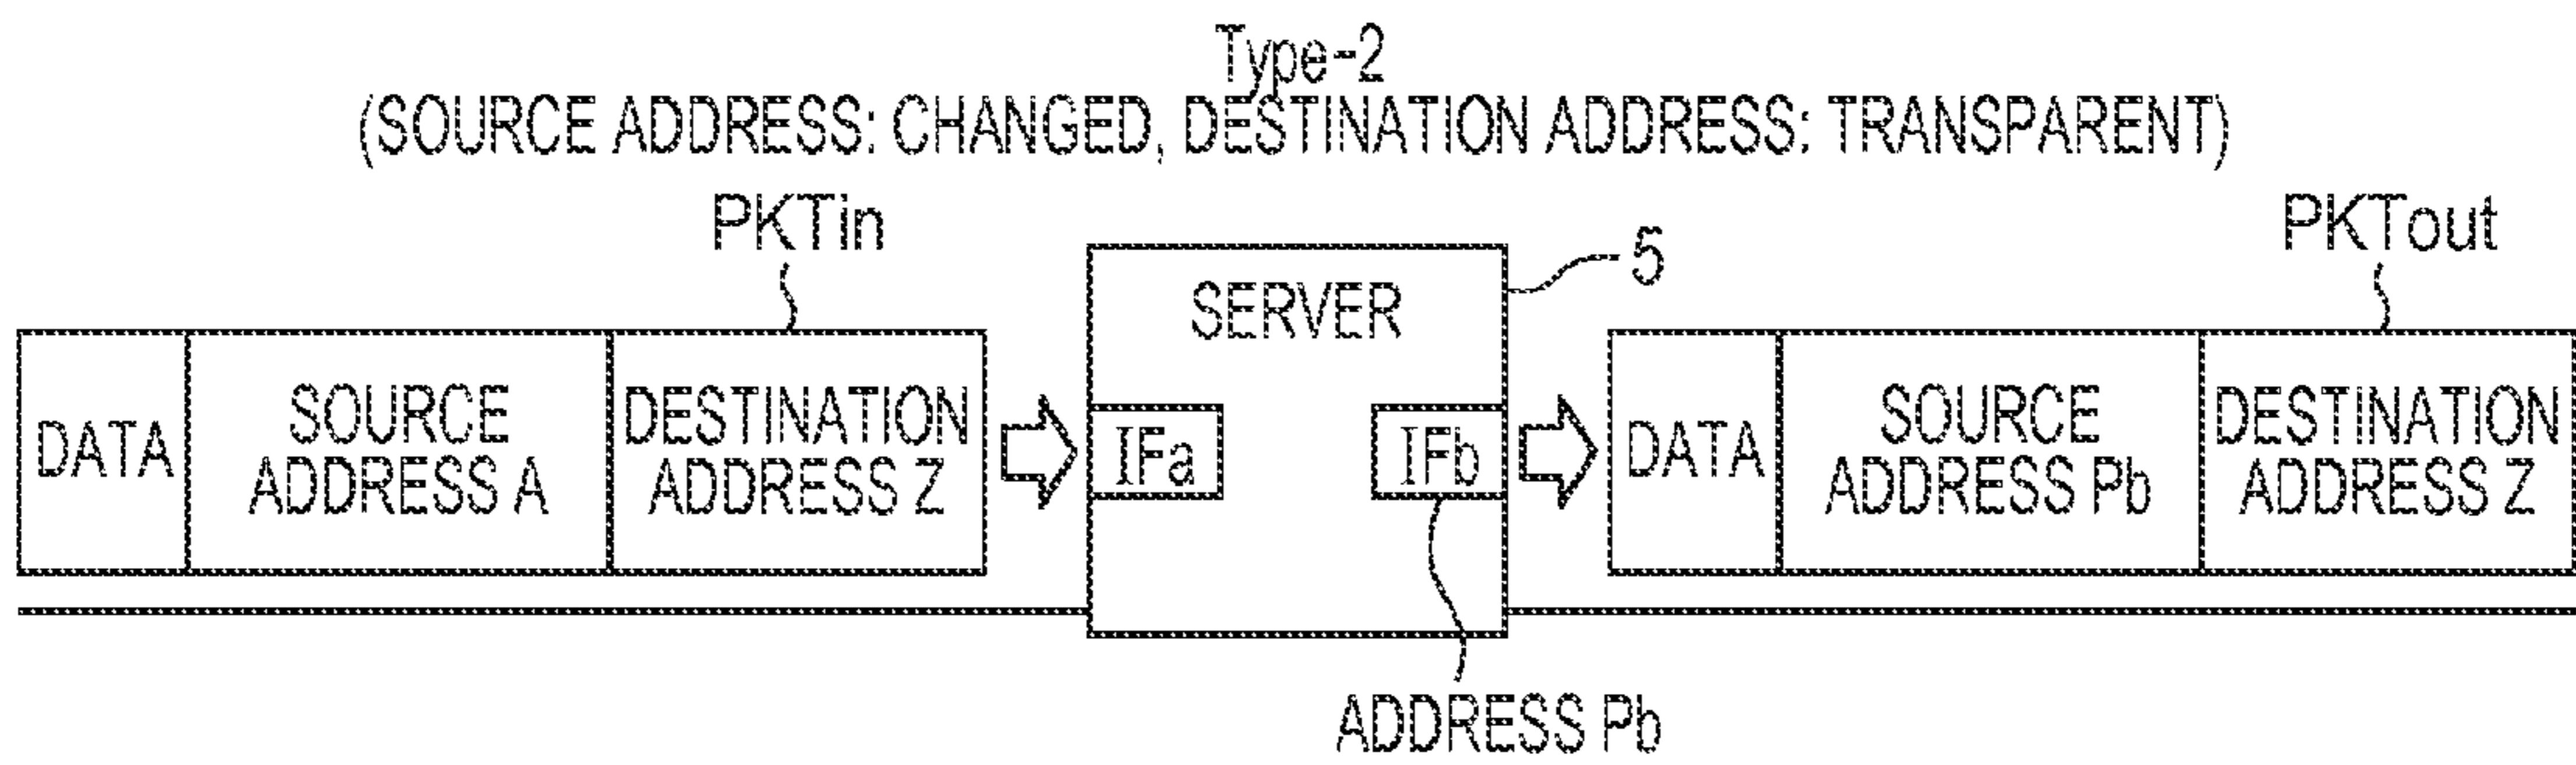 Type-2
(SOURCE ADDRESS: CHANGED, DESTINATION ADDRESS: TRANSPARENT)
PKTin
PKTout
5
SERVER
DATA
SOURCE
ADDRESS A
DESTINATION
ADDRESS Z
IFa
IFb
DATA
SOURCE
ADDRESS Pb
DESTINATION
ADDRESS Z
ADDRESS Pb